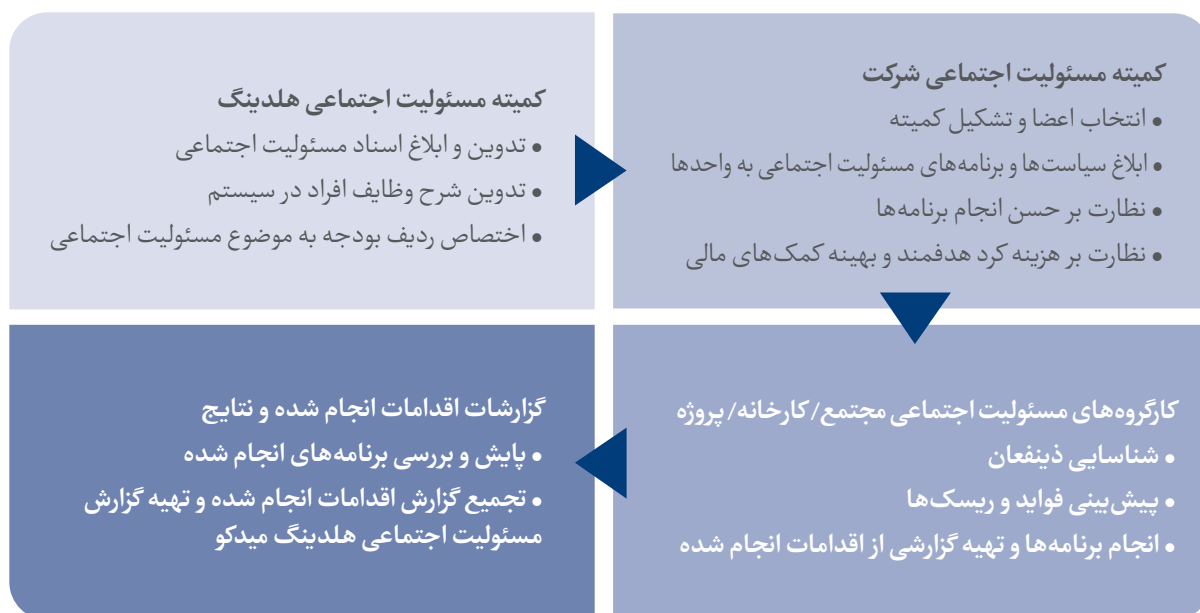 کمیته مسئولیت اجتماعی هلدینگ
• تدوین و ابلاغ اسناد مسئولیت اجتماعی
• تدوین شرح وظایف افراد در سیستم
• اختصاص ردیف بودجه به موضوع مسئولیت اجتماعی
کمیته مسئولیت اجتماعی شرکت
• انتخاب اعضا و تشکیل کمیته
• ابلاغ سیاست‌ها و برنامه‌های مسئولیت اجتماعی به واحدها
• نظارت بر حسن انجام برنامه‌ها
• نظارت بر هزینه کرد هدفمند و بهینه کمک‌های مالی
کارگروه‌های مسئولیت اجتماعی مجتمع/کارخانه/پروژه
• شناسایی ذینفعان
• پیش‌بینی فواید و ریسک‌ها
• انجام برنامه‌ها و تهیه گزارشی از اقدامات انجام شده
گزارشات اقدامات انجام شده و نتایج
• پایش و بررسی برنامه‌های انجام شده
• تجمیع گزارش اقدامات انجام شده و تهیه گزارش
مسئولیت اجتماعی هلدینگ میدکو